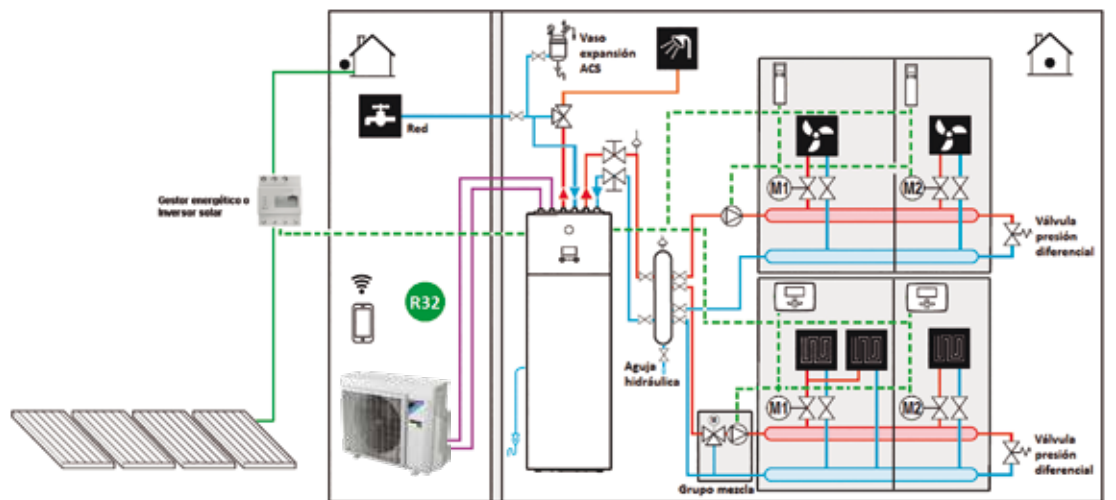 Vaso
expansión
ACS
Red
Gestor energético o
Inversor solar
R32
M1
M2
Válvula
presión
diferencial
Aguja
hidráulica
M1
M2
Válvula
presión
diferencial
Grupo mezcla